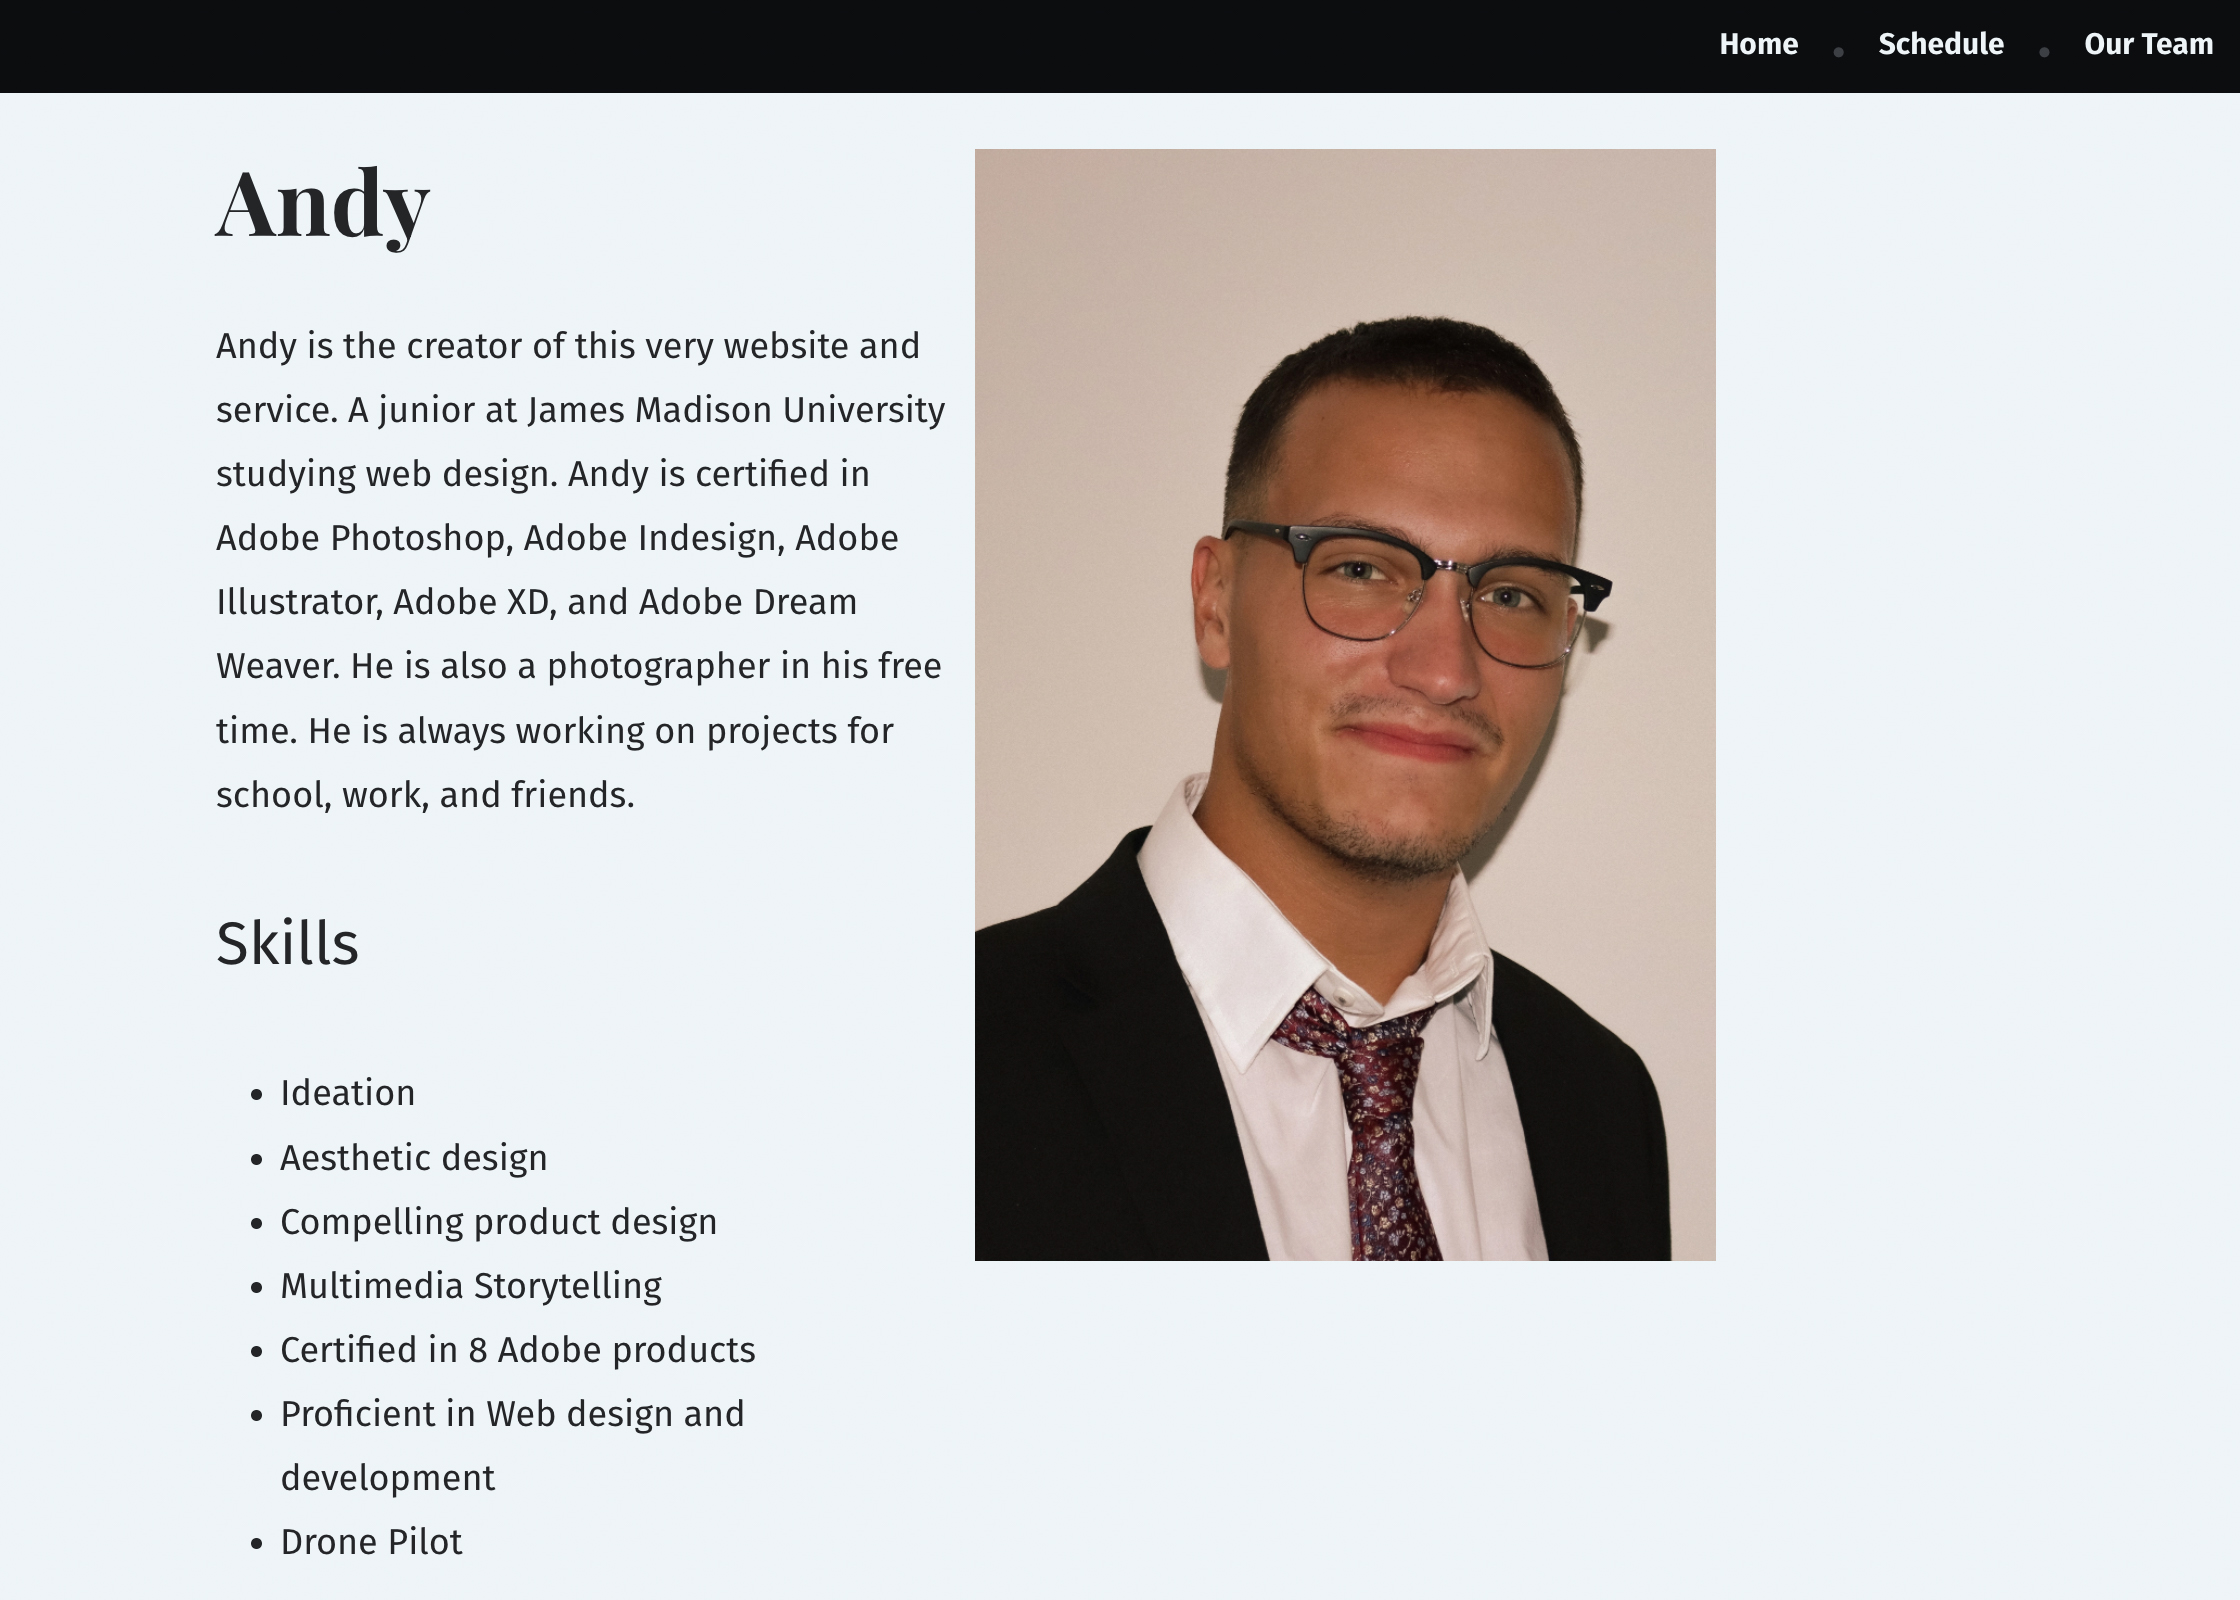 Home
Schedule
Our Team
Andy
Andy is the creator of this very website and
service. A junior at James Madison University
studying web design. Andy is certified in
Adobe Photoshop, Adobe Indesign, Adobe
Illustrator, Adobe XD, and Adobe Dream
Weaver. He is also a photographer in his free
time. He is always working on projects for
school, work, and friends.
Skills
• Ideation
• Aesthetic design
• Compelling product design
• Multimedia Storytelling
• Certified in 8 Adobe products
• Proficient in Web design and
development
• Drone Pilot